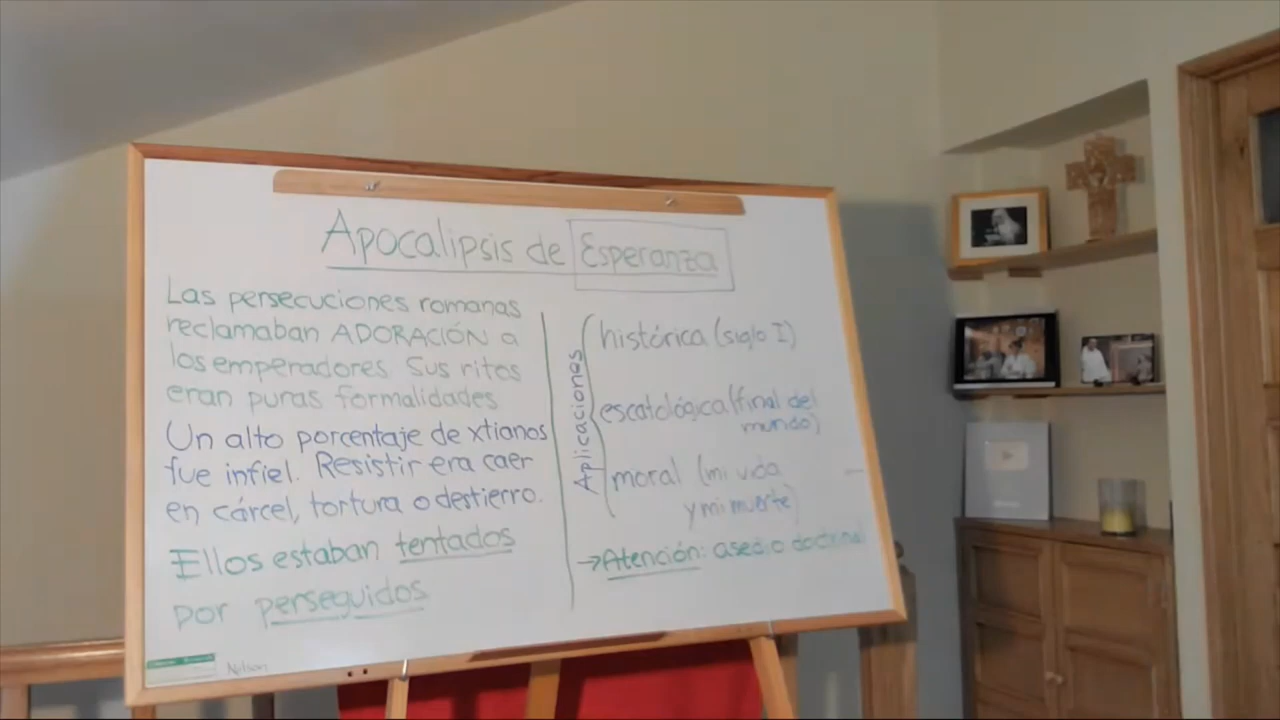 Apocalipsis de Esperanza
Las persecuciones romanas
reclamaban ADORACIÓN a
los emperadores. Sus ritos
eran puras formalidades
Un alto porcentaje de xtianos
fue infiel. Resistir era caer
en cárcel, tortura o destierro.
Ellos estaban tentados
por perseguidos
Aplicaciones
histórica (siglo I)
escatológica (final del
mundo)
moral (mi vida
y mi muerte)
→Atención: asedio doctrinal
Nelson